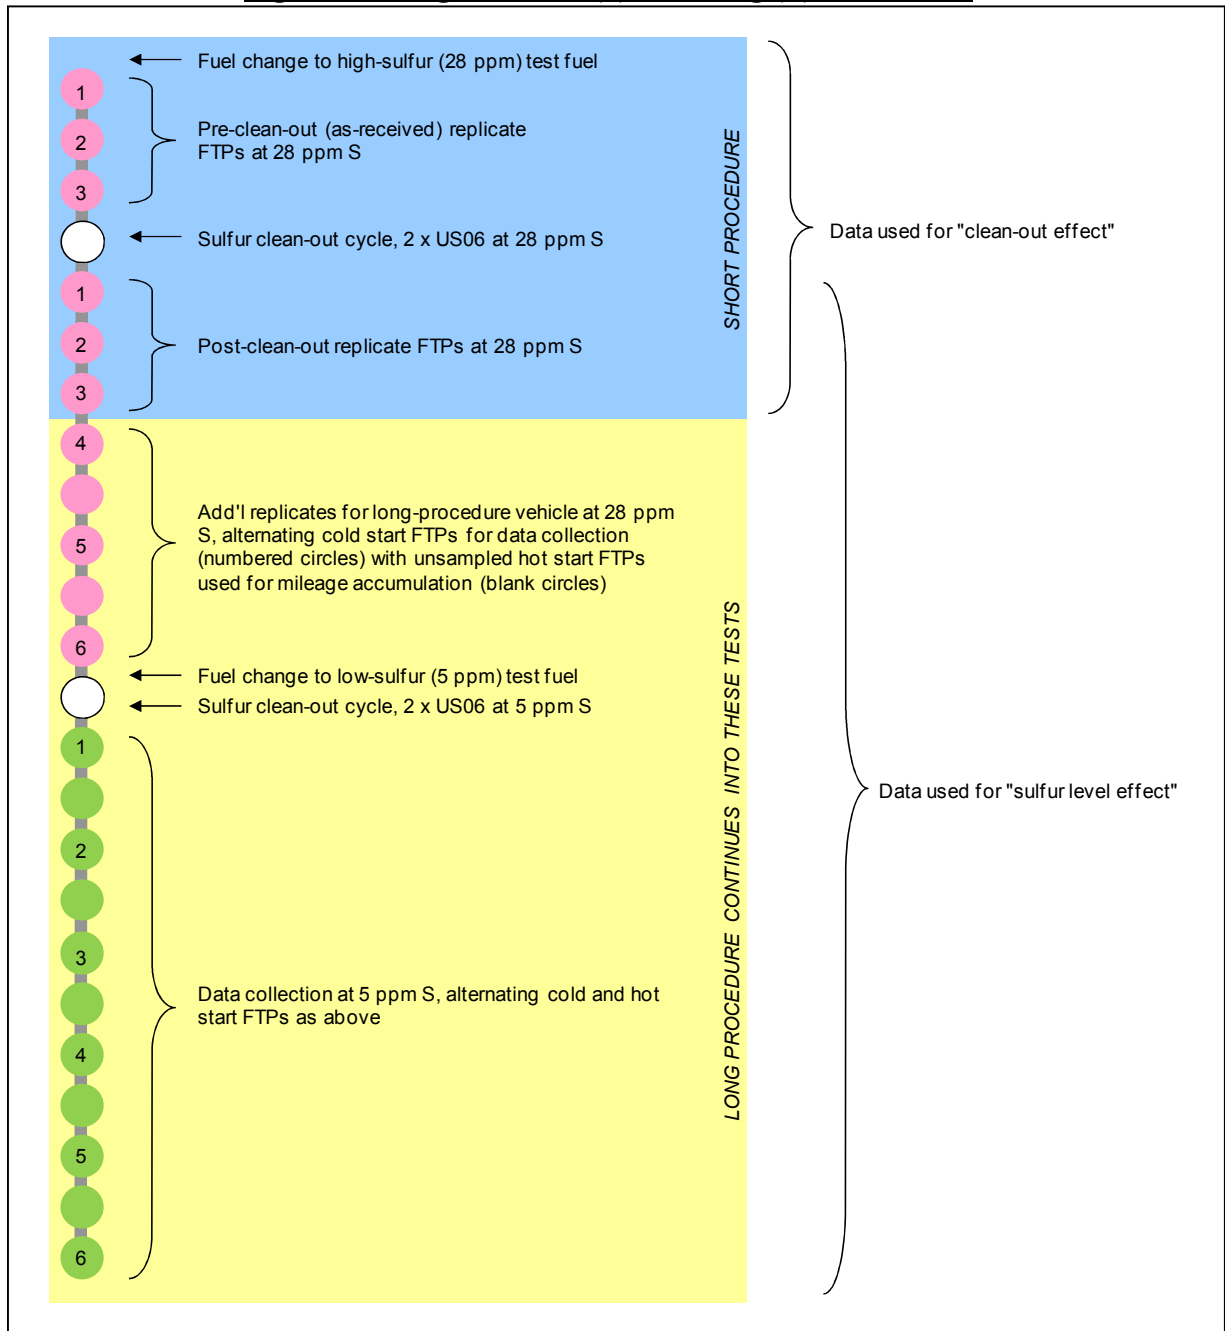 Fuel change to high-sulfur (28 ppm) test fuel
1
Pre-clean-out (as-received) replicate
FTPs at 28 ppm S
2
3
Sulfur clean-out cycle, 2 x US06 at 28 ppm S
1
2
Post-clean-out replicate FTPs at 28 ppm S
3
SHORT PROCEDURE
Data used for "clean-out effect"
4
Add'l replicates for long-procedure vehicle at 28 ppm
S, alternating cold start FTPs for data collection
(numbered circles) with unsampled hot start FTPs
used for mileage accumulation (blank circles)
5
6
Fuel change to low-sulfur (5 ppm) test fuel
Sulfur clean-out cycle, 2 x US06 at 5 ppm S
1
2
3
Data collection at 5 ppm S, alternating cold and hot
start FTPs as above
4
5
6
LONG PROCEDURE CONTINUES INTO THESE TESTS
Data used for "sulfur level effect"